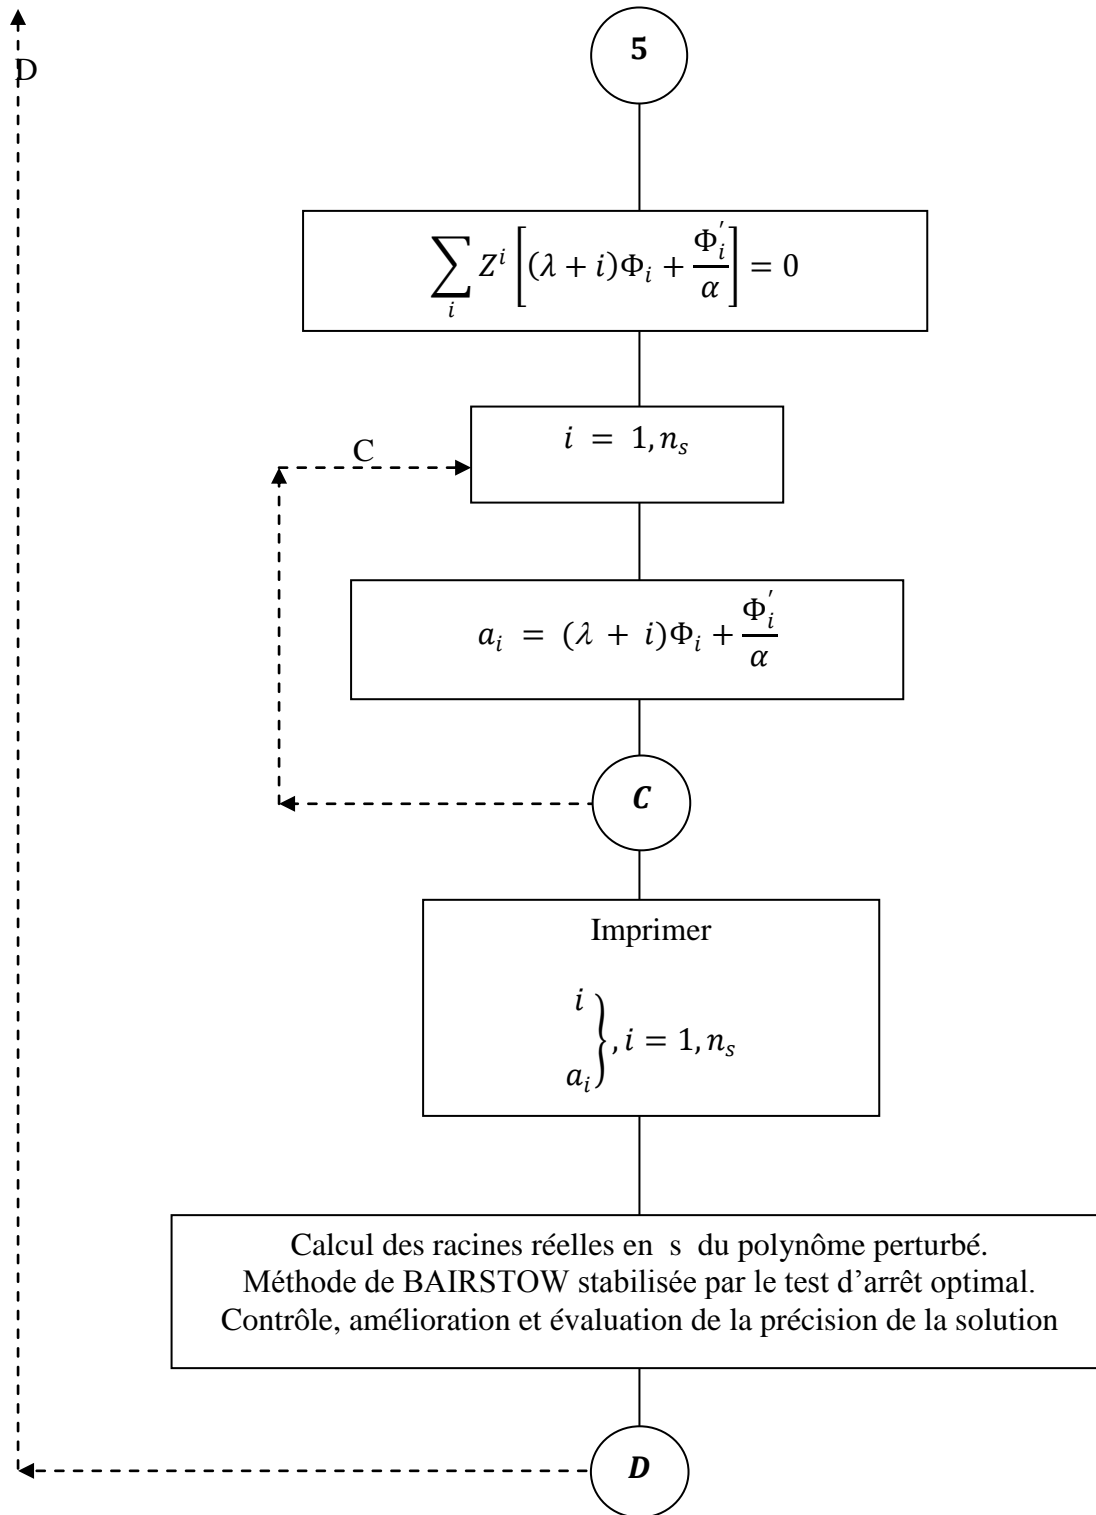 5
D
∑_i Z^i [(λ + i)Φ_i + Φ_i^′/α] = 0
i = 1, n_s
C
a_i = (λ + i)Φ_i + Φ_i^′/α
C
Imprimer
i
}, i = 1, n_s
a_i
Calcul des racines réelles en s du polynôme perturbé.
Méthode de BAIRSTOW stabilisée par le test d’arrêt optimal.
Contrôle, amélioration et évaluation de la précision de la solution
D